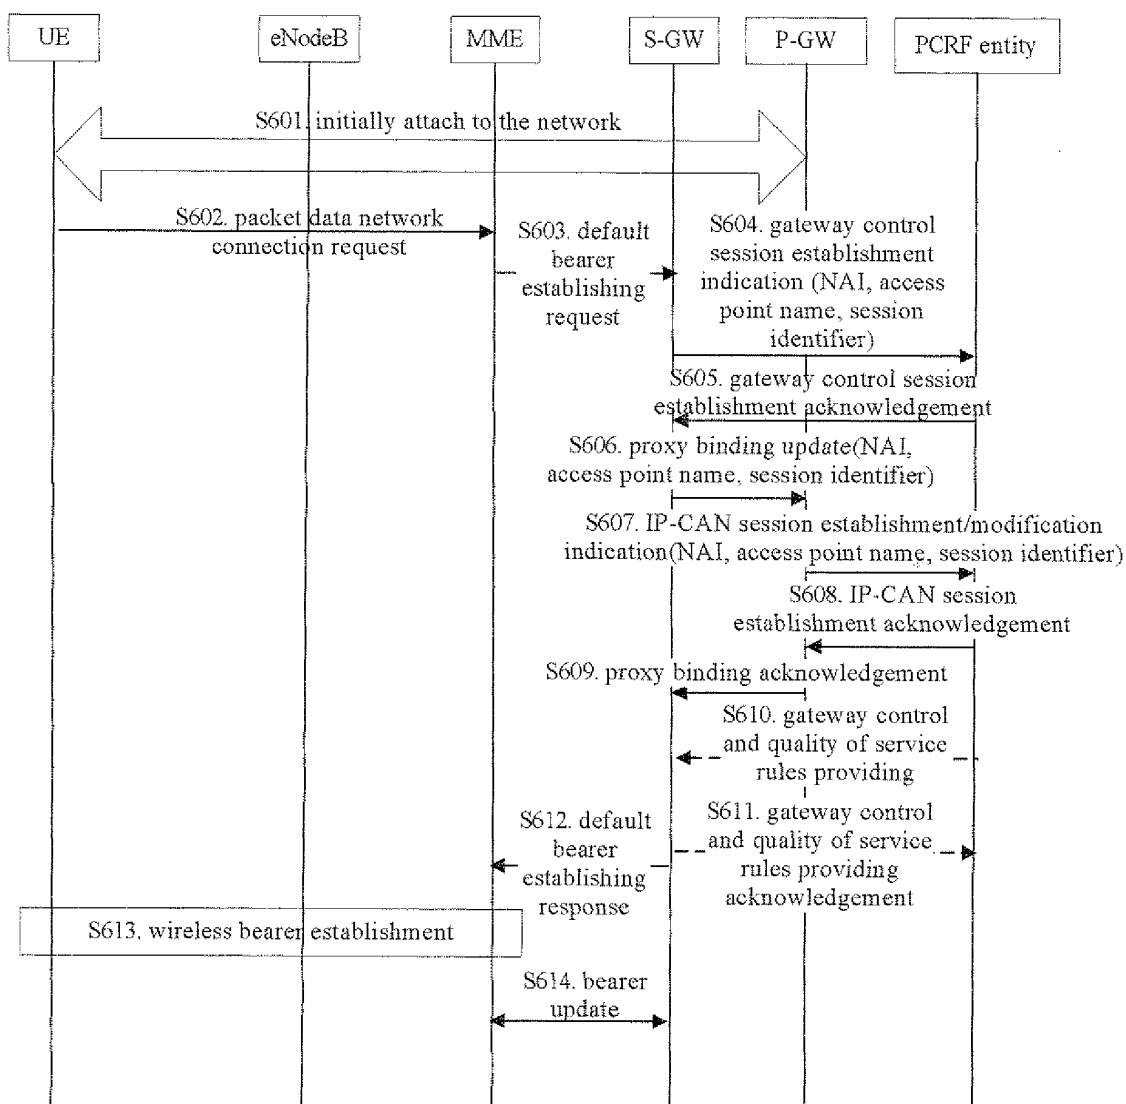 UE
eNodeB
MME
S-GW
P-GW
PCRF entity
S601. initially attach to the network
S602. packet data network
connection request
S603. default
bearer
establishing
request
S604. gateway control
session establishment
indication (NAI, access
point name, session
identifier)
S605. gateway control session
establishment acknowledgement
S606. proxy binding update(NAI,
access point name, session identifier)
S607. IP-CAN session establishment/modification
indication(NAI, access point name, session identifier)
S608. IP-CAN session
establishment acknowledgement
S609. proxy binding acknowledgement
S610. gateway control
and quality of service
rules providing
S611. gateway control
and quality of service
rules providing
acknowledgement
S612. default
bearer
establishing
response
S613. wireless bearer establishment
S614. bearer
update